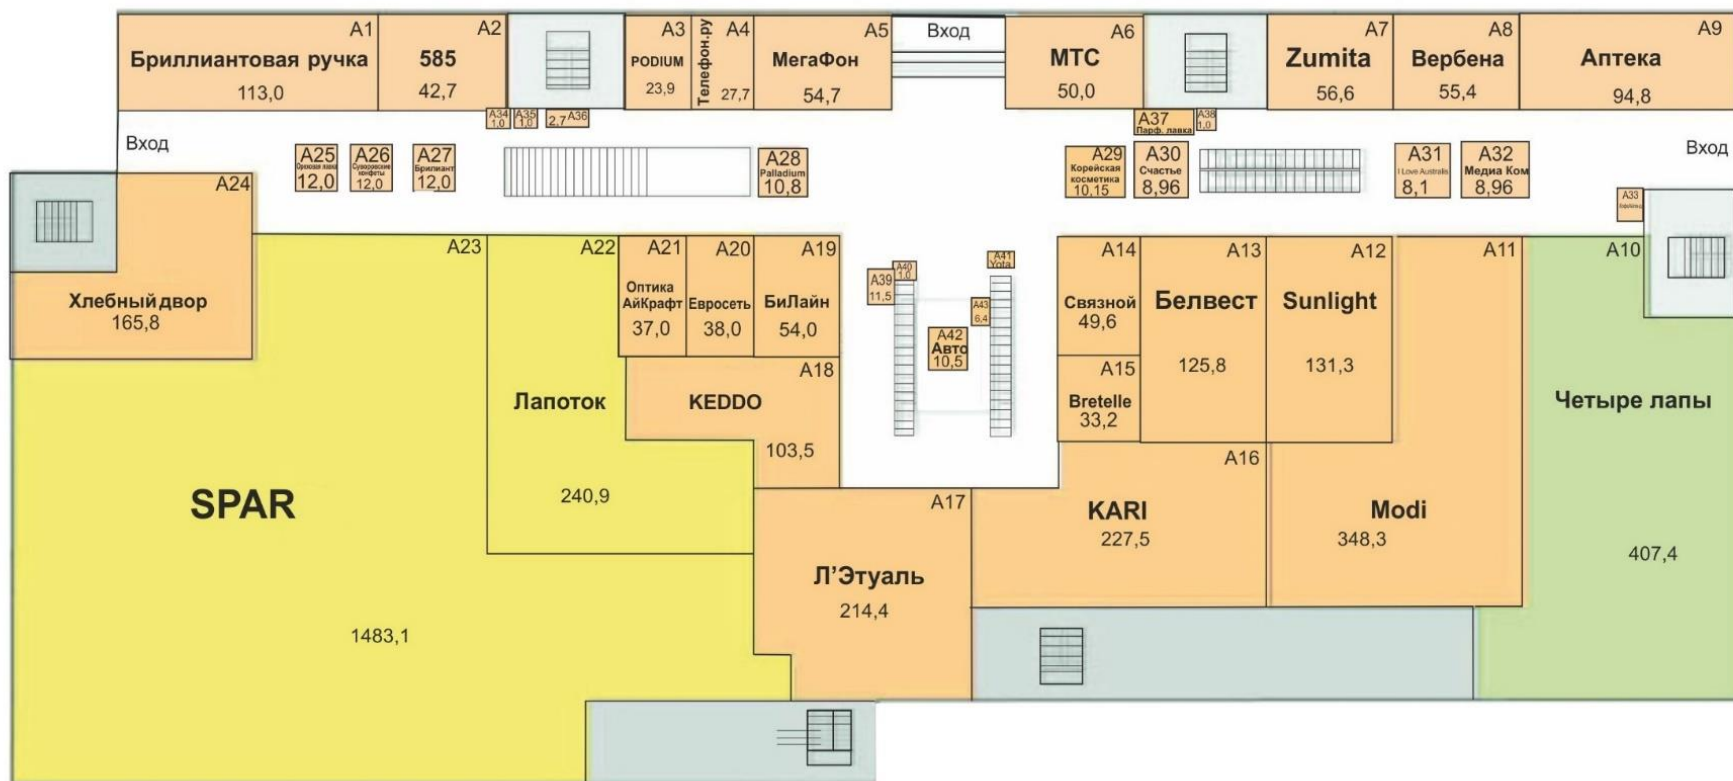 A1
Бриллиантовая ручка
113,0
A2
585
42,7
A3
PODIUM
23,9
A4
Телефон.ру
27,7
A5
МегаФон
54,7
Вход
A6
МТС
50,0
A7
Zumita
56,6
A8
Вербена
55,4
A9
Аптека
94,8
A34
1,0
A35
1,0
2,7 A36
A37
Парф. лавка
A38
1,0
Вход
A25
12,0
A26
Суворовские
конфеты
12,0
A27
Брилиант
12,0
A28
Palladium
10,8
A29
Корейская
косметика
10,15
A30
Счастье
8,96
A31
I Love Australia
8,1
A32
Медиа Ком
8,96
Вход
A33
A24
Хлебный двор
165,8
A23
SPAR
1483,1
A22
Лапоток
240,9
A21
Оптика
АйКрафт
37,0
A20
Евросеть
38,0
A19
БиЛайн
54,0
A18
KEDDO
103,5
A39
11,5
A40
1,0
A41
Yota
A43
6,4
A42
Авто
10,5
A14
Связной
49,6
A15
Bretelle
33,2
A13
Белвест
125,8
A12
Sunlight
131,3
A11
Modi
348,3
A10
Четыре лапы
407,4
A16
KARI
227,5
A17
Л’Этуаль
214,4